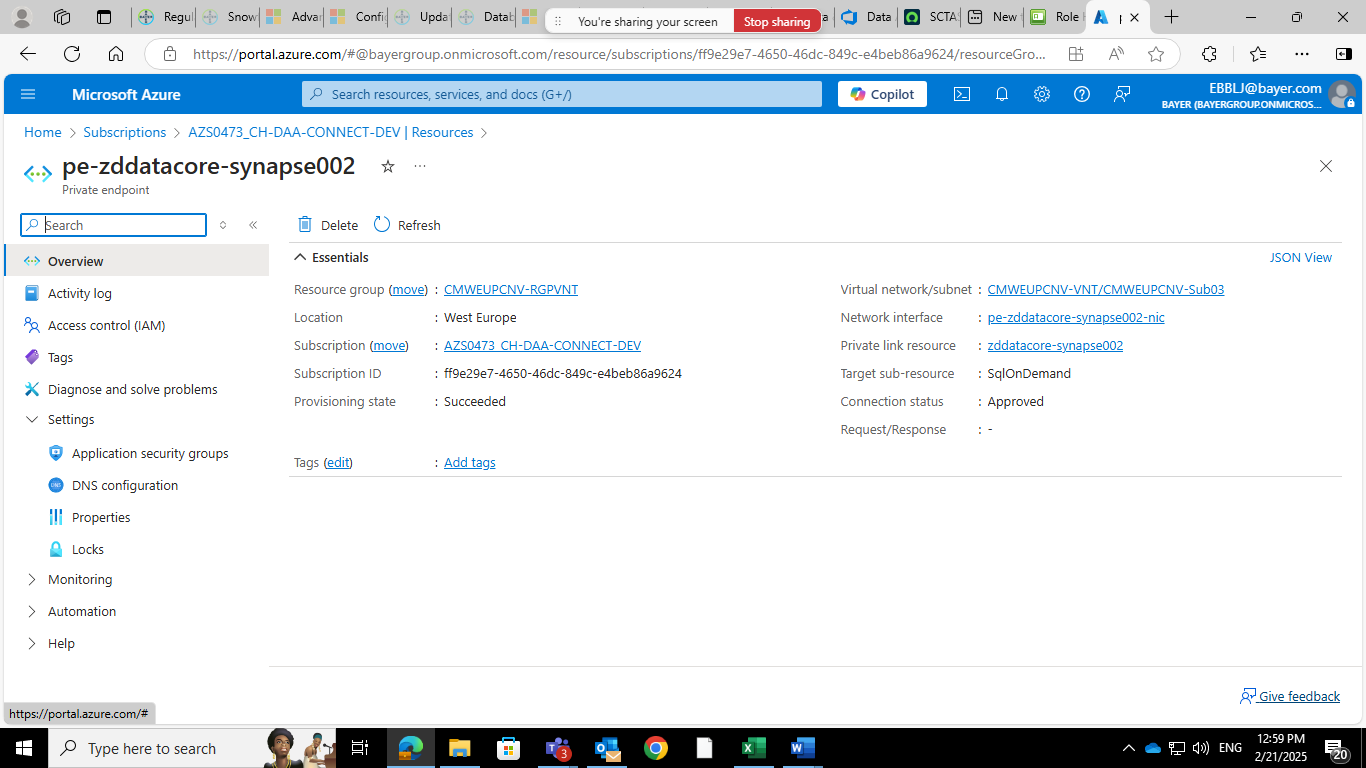 Regul
Snow
Advar
Config
Upda
Datab
You're sharing your screen
Stop sharing
Data
SCTAS
New
Role
https://portal.azure.com/#@bayergroup.onmicrosoft.com/resource/subscriptions/ff9e29e7-4650-46dc-849c-e4beb86a9624/resourceGro...
Microsoft Azure
Search resources, services, and docs (G+/)
Copilot
EBBLJ@bayer.com
BAYER (BAYERGROUP.ONMICROS...
Home > Subscriptions > AZS0473_CH-DAA-CONNECT-DEV | Resources >
pe-zddatacore-synapse002
Private endpoint
Search
Delete
Refresh
Overview
Activity log
Access control (IAM)
Tags
Diagnose and solve problems
Settings
Application security groups
DNS configuration
Properties
Locks
Monitoring
Automation
Help
Essentials
JSON View
Resource group (move) : CMWEUPCNV-RGPVNT
Location : West Europe
Subscription (move) : AZS0473_CH-DAA-CONNECT-DEV
Subscription ID : ff9e29e7-4650-46dc-849c-e4beb86a9624
Provisioning state : Succeeded
Virtual network/subnet : CMWEUPCNV-VNT/CMWEUPCNV-Sub03
Network interface : pe-zddatacore-synapse002-nic
Private link resource : zddatacore-synapse002
Target sub-resource : SqlOnDemand
Connection status : Approved
Request/Response : -
Tags (edit) : Add tags
Give feedback
https://portal.azure.com/#
Type here to search
3
ENG
12:59 PM
2/21/2025
20